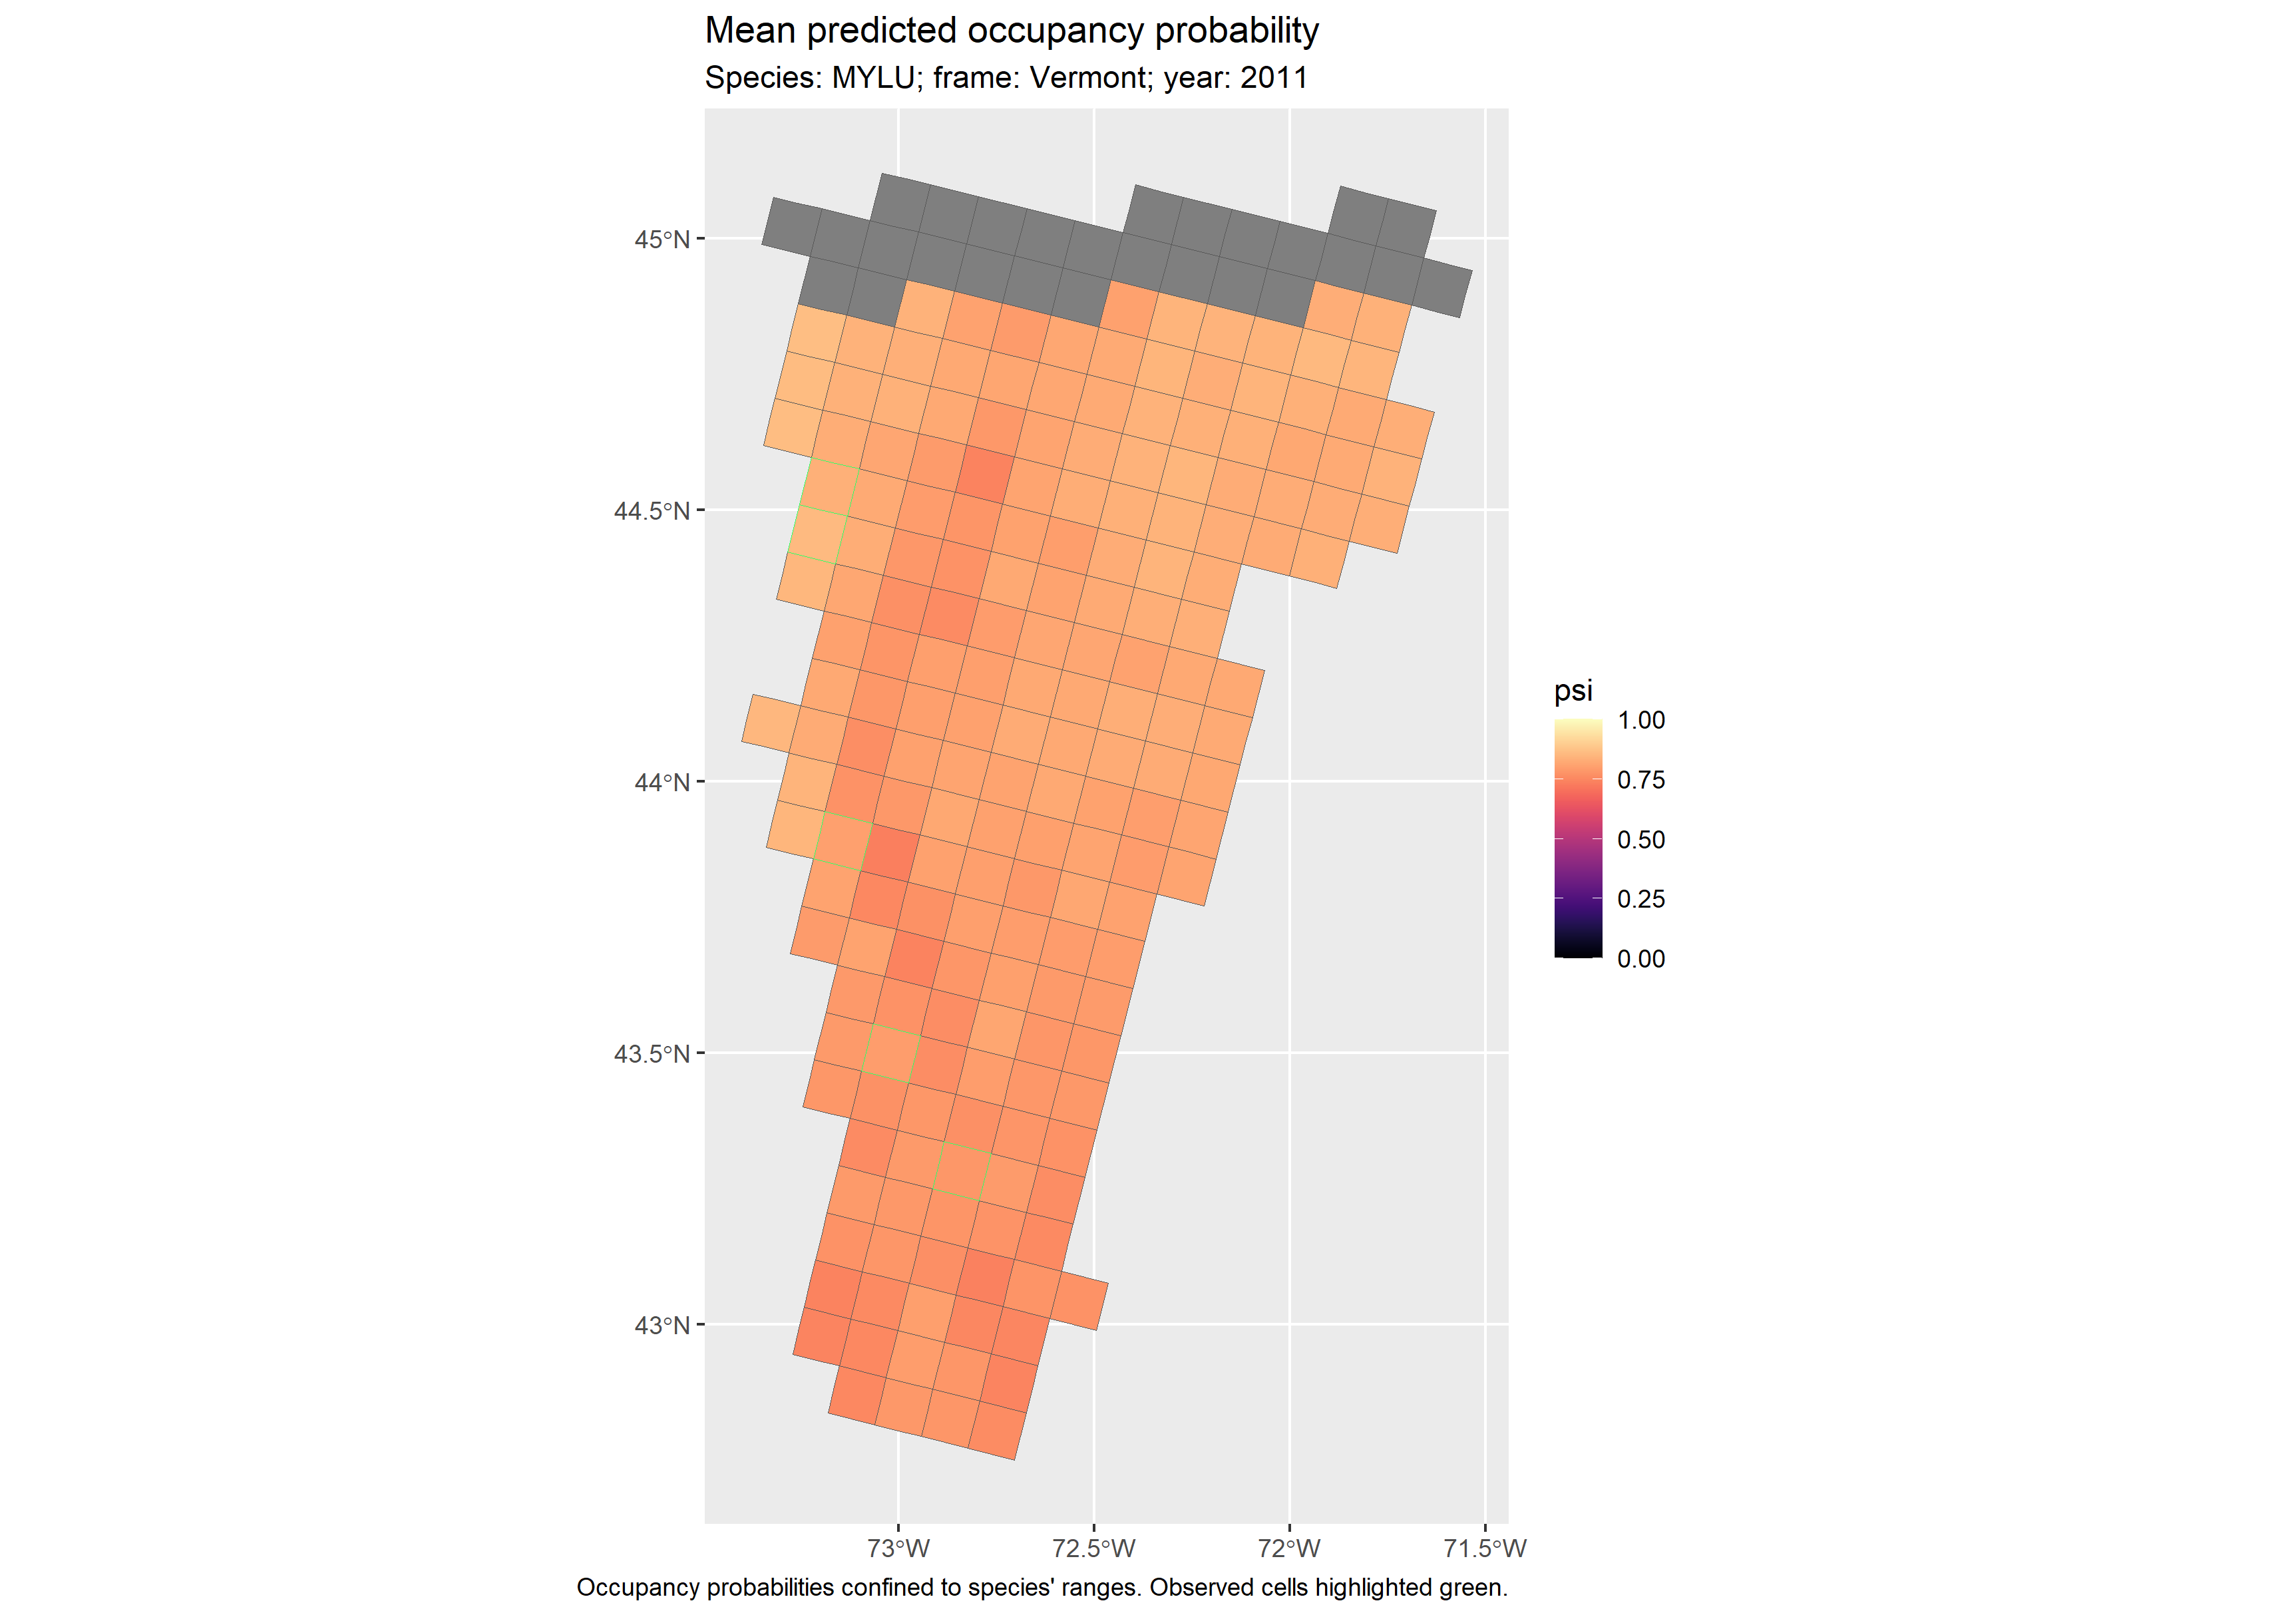 Mean predicted occupancy probability
Species: MYLU; frame: Vermont; year: 2011
45°N
44.5°N
44°N
43.5°N
43°N
73°W
72.5°W
72°W
71.5°W
psi
1.00
0.75
0.50
0.25
0.00
Occupancy probabilities confined to species' ranges. Observed cells highlighted green.